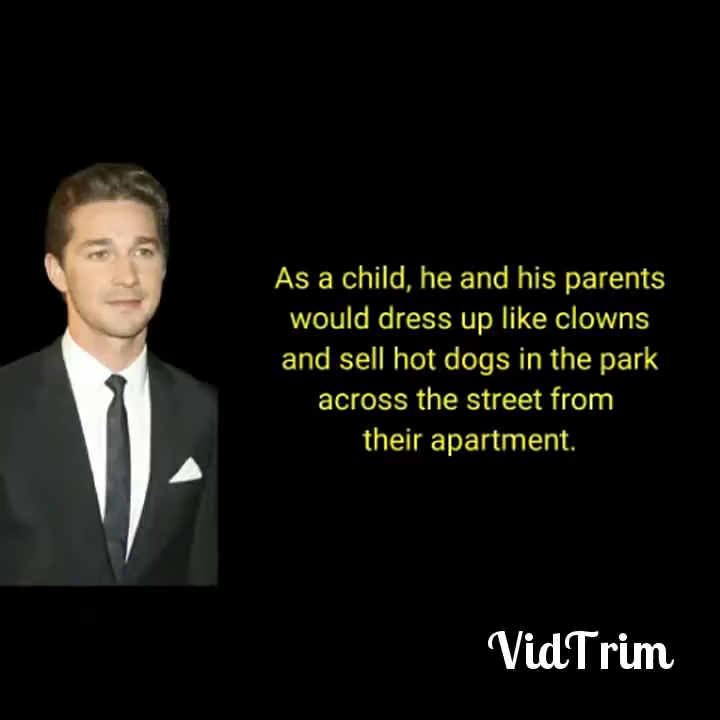 As a child, he and his parents
would dress up like clowns
and sell hot dogs in the park
across the street from
their apartment.
VidTrim